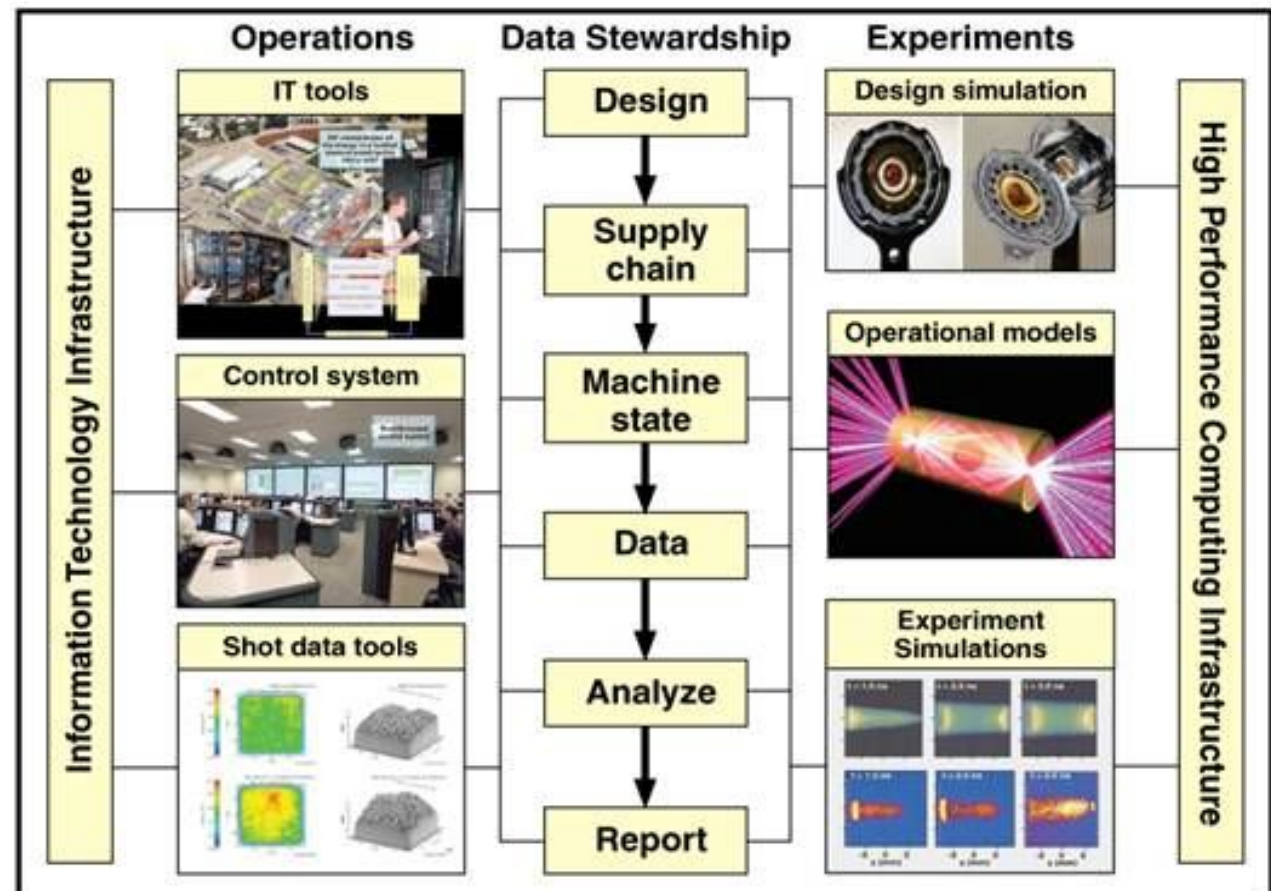 Operations
Data Stewardship
Experiments
Information Technology Infrastructure
IT tools
Control system
Shot data tools
Design
Supply
chain
Machine
state
Data
Analyze
Report
Design simulation
Operational models
Experiment
Simulations
High Performance Computing Infrastructure